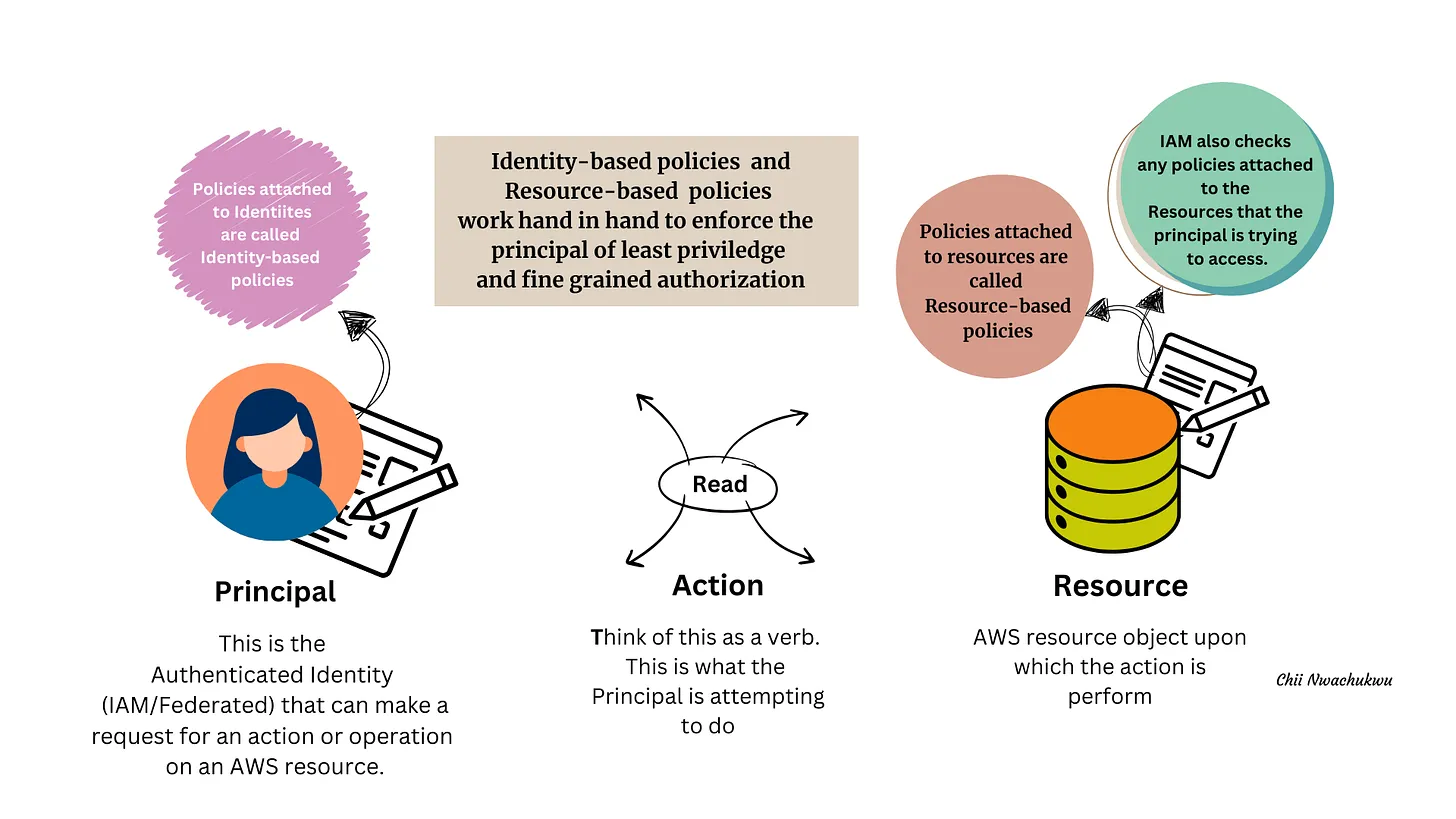 Policies attached
to Identiites
are called
Identity-based
policies
Identity-based policies and
Resource-based policies
work hand in hand to enforce the
principal of least priviledge
and fine grained authorization
Policies attached
to resources are
called
Resource-based
policies
IAM also checks
any policies attached
to the
Resources that the
principal is trying
to access.
Read
Principal
This is the
Authenticated Identity
(IAM/Federated) that can make a
request for an action or operation
on an AWS resource.
Action
Think of this as a verb.
This is what the
Principal is attempting
to do
Resource
AWS resource object upon
which the action is
perform
Chii Nwachukwu